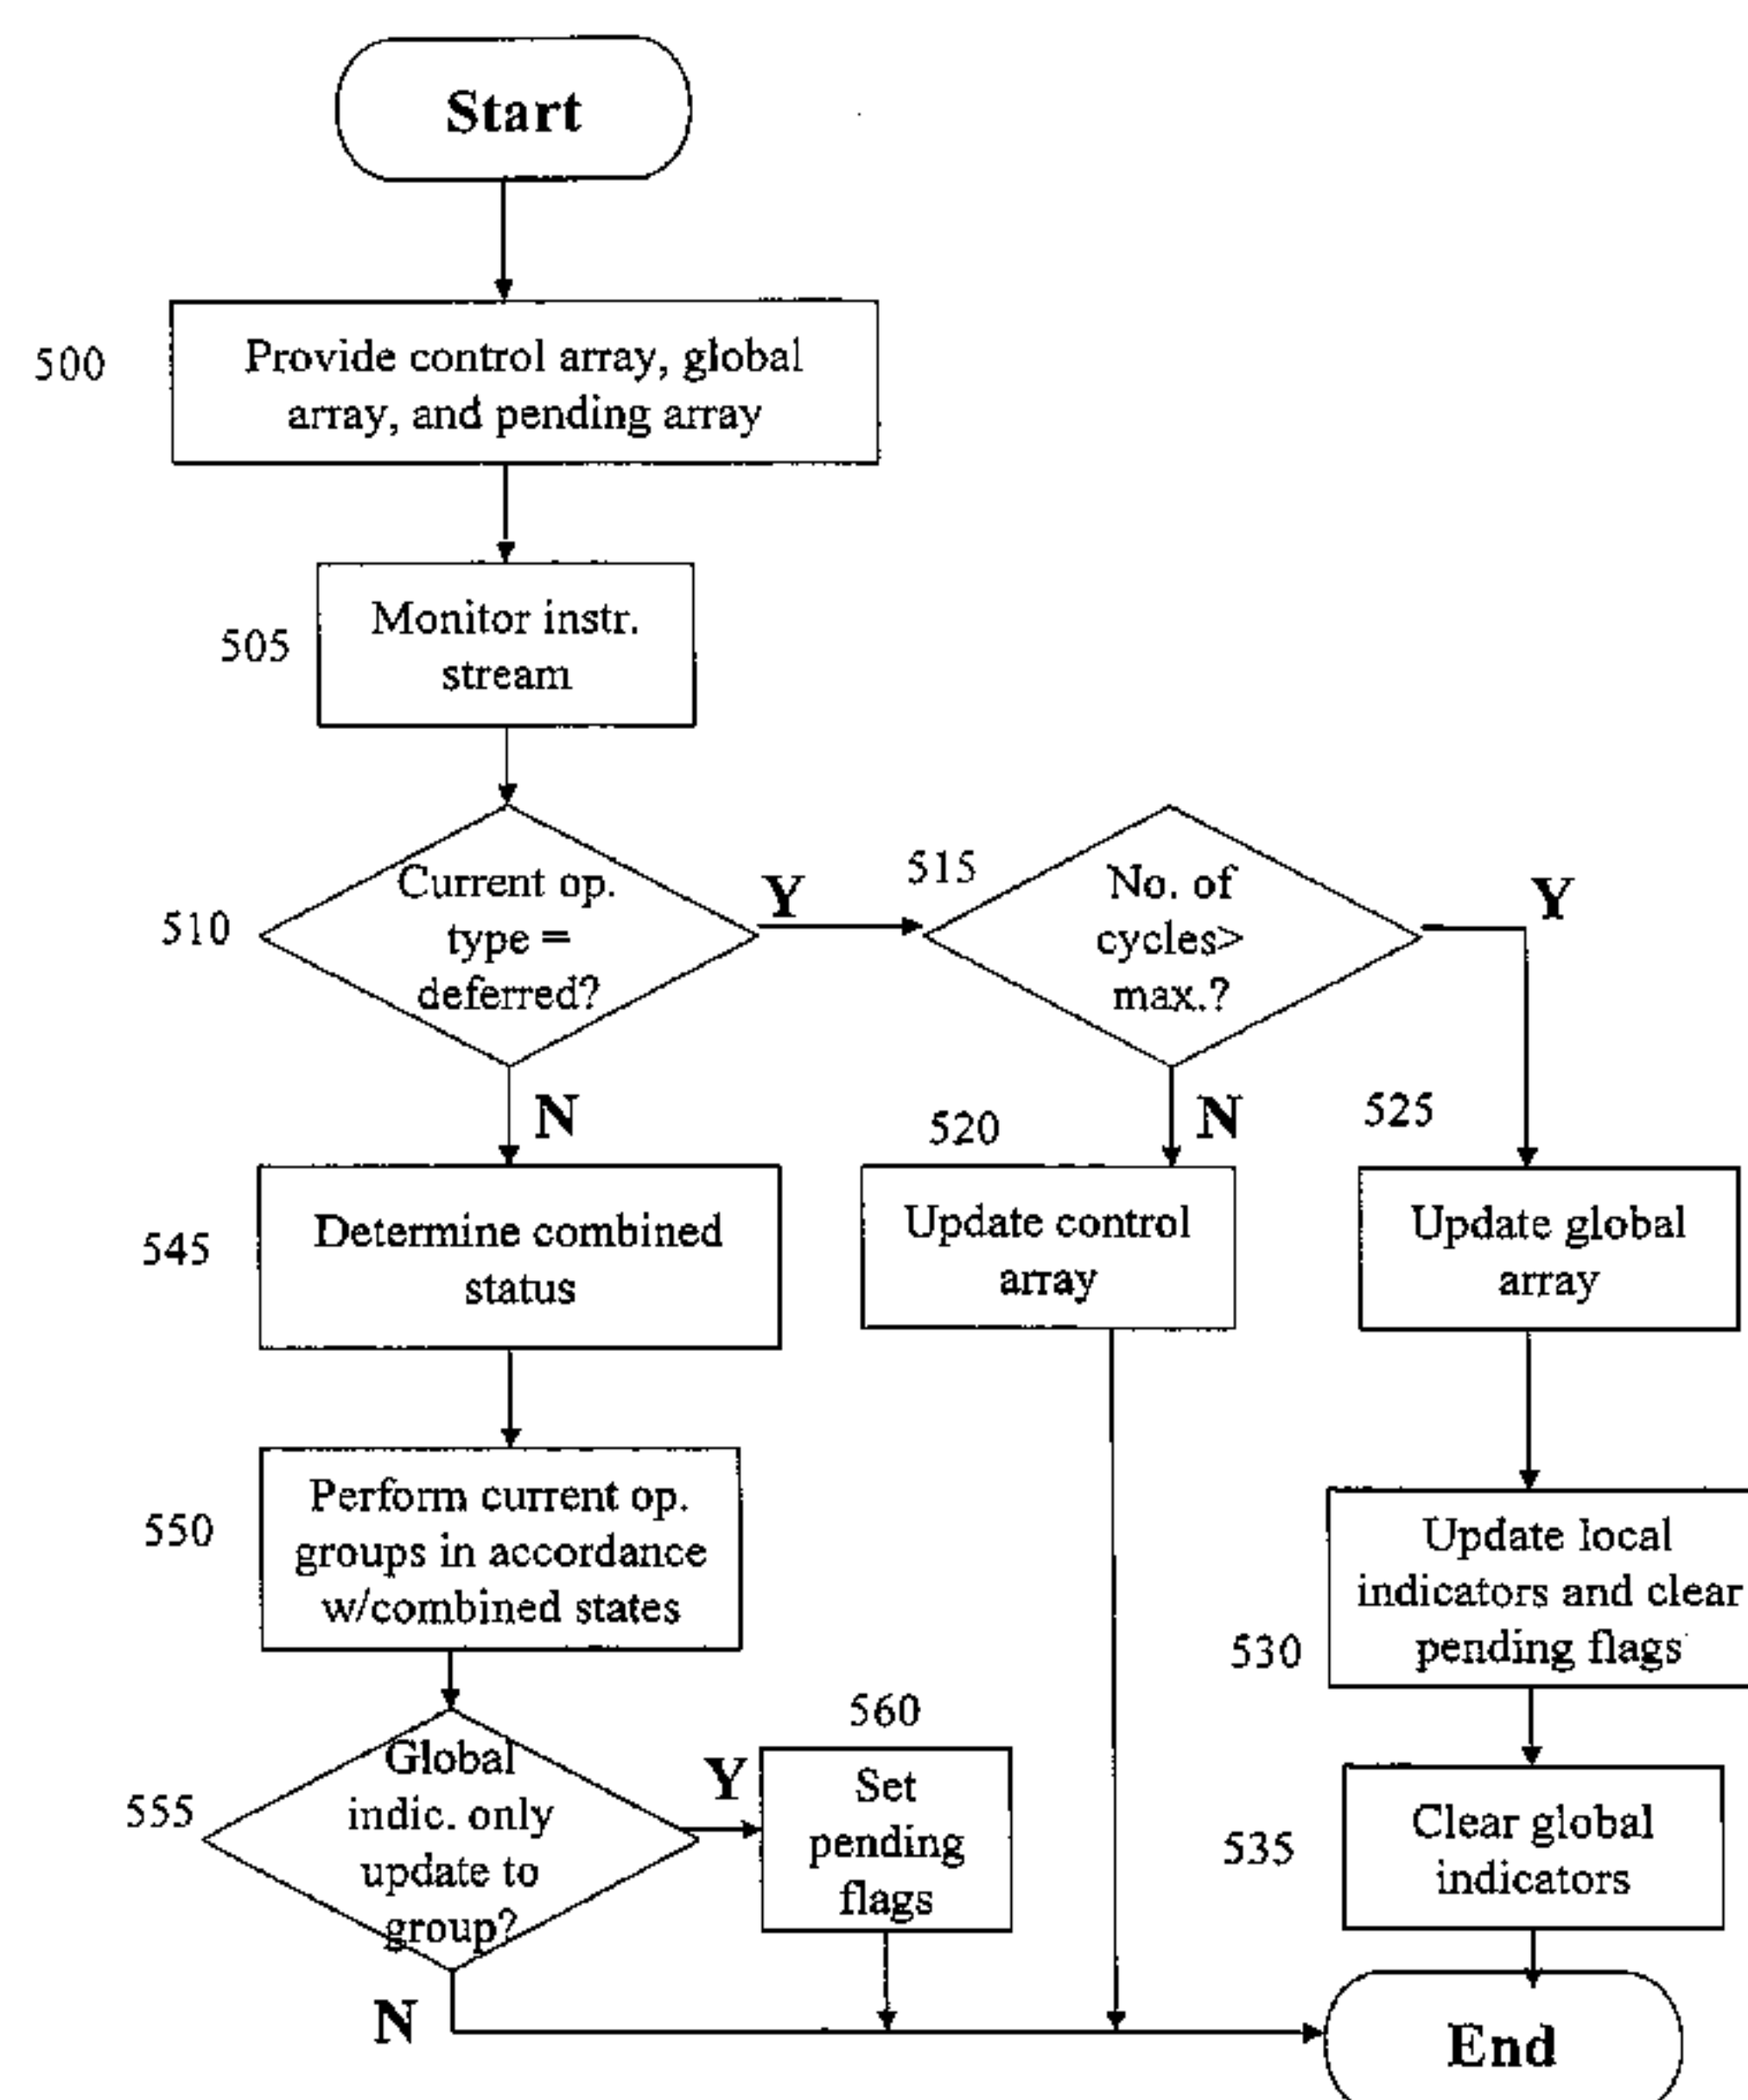 Start
500
Provide control array, global
array, and pending array
505
Monitor instr.
stream
510
Current op.
type =
deferred?
Y
515
No. of
cycles>
max.?
Y
N
N
520
525
545
Determine combined
status
Update control
array
Update global
array
550
Perform current op.
groups in accordance
w/combined states
530
Update local
indicators and clear
pending flags
555
Global
indic. only
update to
group?
Y
560
Set
pending
flags
535
Clear global
indicators
N
End